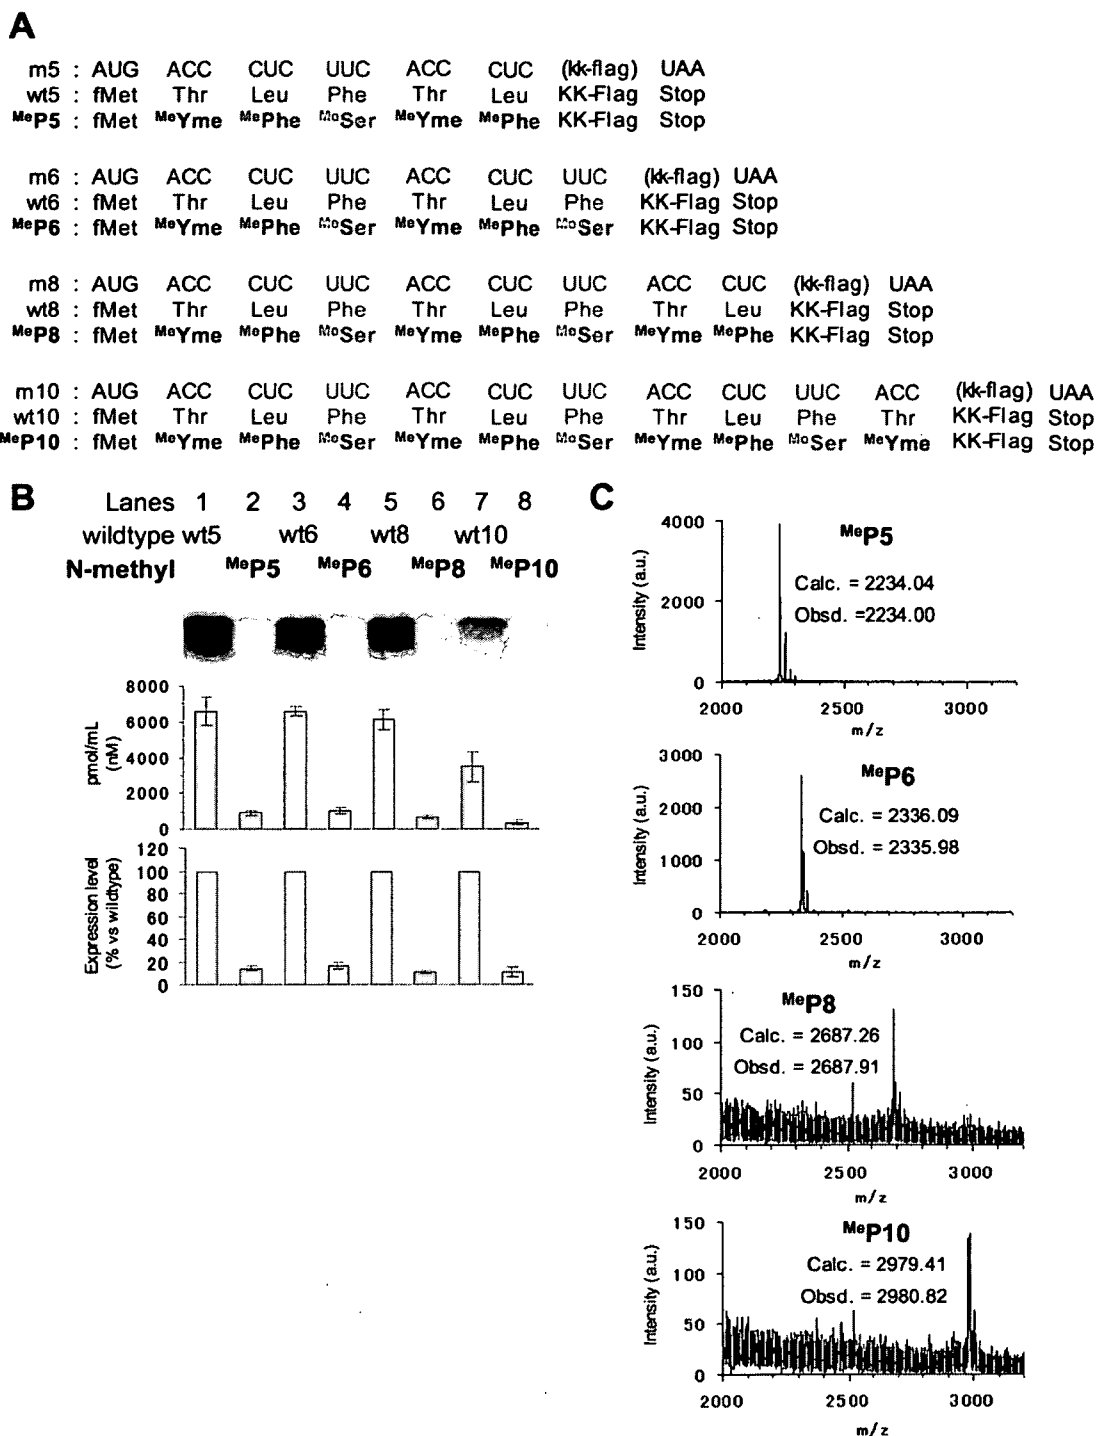 A
m5 : AUG ACC CUC UUC ACC CUC (kk-flag) UAA
wt5 : fMet Thr Leu Phe Thr Leu KK-Flag Stop
MeP5 : fMet MeYme MePhe MeSer MeYme MePhe KK-Flag Stop
m6 : AUG ACC CUC UUC ACC CUC UUC (kk-flag) UAA
wt6 : fMet Thr Leu Phe Thr Leu Phe KK-Flag Stop
MeP6 : fMet MeYme MePhe MeSer MeYme MePhe MeSer KK-Flag Stop
m8 : AUG ACC CUC UUC ACC CUC UUC ACC CUC (kk-flag) UAA
wt8 : fMet Thr Leu Phe Thr Leu Phe Thr Leu KK-Flag Stop
MeP8 : fMet MeYme MePhe MeSer MeYme MePhe MeSer MeYme MePhe KK-Flag Stop
m10 : AUG ACC CUC UUC ACC CUC UUC ACC CUC UUC ACC (kk-flag) UAA
wt10 : fMet Thr Leu Phe Thr Leu Phe Thr Leu Phe Thr KK-Flag Stop
MeP10 : fMet MeYme MePhe MeSer MeYme MePhe MeSer MeYme MePhe MeSer MeYme KK-Flag Stop
B
Lanes 1 2 3 4 5 6 7 8
wildtype wt5 wt6 wt8 wt10
N-methyl MeP5 MeP6 MeP8 MeP10
pmol/mL
(nM)
8000
6000
4000
2000
0
Expression level
(% vs wildtype)
120
100
80
60
40
20
0
C
MeP5
Calc. = 2234.04
Obsd. =2234.00
Intensity (a.u.)
4000
2000
0
2000 2500 3000
m/z
MeP6
Calc. = 2336.09
Obsd. = 2335.98
Intensity (a.u.)
3000
2000
1000
0
2000 2500 3000
m/z
MeP8
Calc. = 2687.26
Obsd. = 2687.91
Intensity (a.u.)
150
100
50
0
2000 2500 3000
m/z
MeP10
Calc. = 2979.41
Obsd. = 2980.82
Intensity (a.u.)
150
100
50
0
2000 2500 3000
m/z